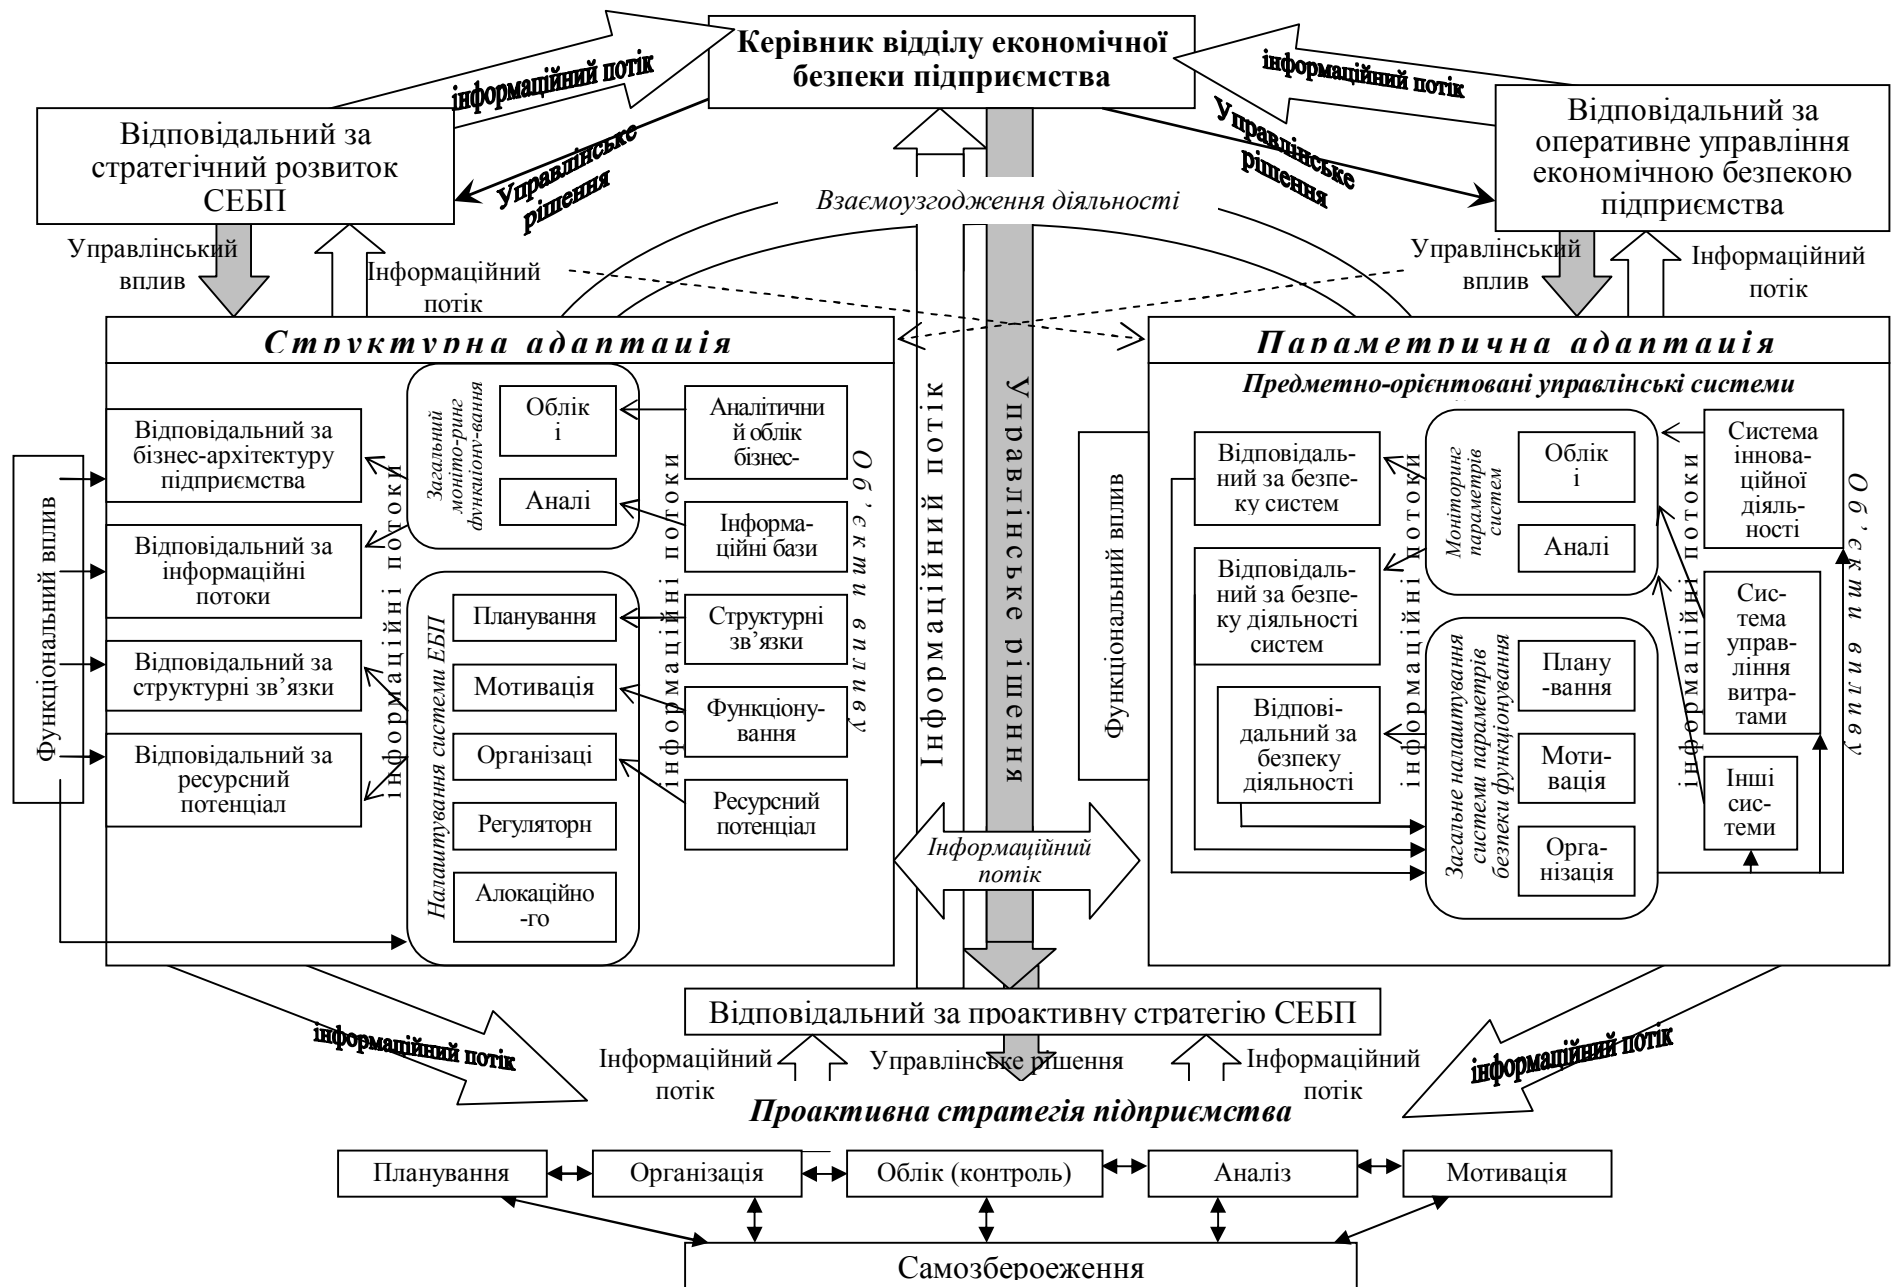 Керівник відділу економічної
безпеки підприємства
інформаційний потік
інформаційний потік
Відповідальний за
стратегічний розвиток
СЕБП
Управлінське
рішення
Управлінське
рішення
Відповідальний за
оперативне управління
економічною безпекою
підприємства
Взаємоузгодження діяльності
Управлінський
вплив
Інформаційний
потік
Управлінський
вплив
Інформаційний
потік
Структурна адаптація
Функціональний вплив
Відповідальний за
бізнес-архітектуру
підприємства
Відповідальний за
інформаційні
потоки
Відповідальний за
структурні зв’язки
Відповідальний за
ресурсний
потенціал
інформаційні потоки
Загальний
моніто-ринг
функціону-вання
Облік
і
Аналі
Налаштування системи ЕБП
Планування
Мотивація
Організаці
Регуляторн
Алокаційно
-го
інформаційні потоки
Аналітични
й облік
бізнес-
Інформа-
ційні бази
Структурні
зв’язки
Функціону-
вання
Ресурсний
потенціал
Об’єкти впливу
Інформаційний потік
Управлінське рішення
Інформаційний
потік
Параметрична адаптація
Предметно-орієнтовані управлінські системи
Функціональний вплив
Відповідаль-
ний за безпе-
ку систем
Відповідаль-
ний за безпе-
ку діяльності
систем
Відпові-
дальний за
безпеку
діяльності
інформаційні потоки
Моніторинг
параметрів
систем
Облік
і
Аналі
Загальне налаштування
системи параметрів
безпеки функціонування
Плану
-вання
Моти-
вація
Орга-
нізація
інформаційні потоки
Система
іннова-
ційної
діяль-
ності
Сис-
тема
управ-
ління
витра-
тами
Інші
сис-
теми
Об’єкти впливу
Відповідальний за проактивну стратегію СЕБП
інформаційний потік
Інформаційний
потік
Управлінське рішення
Інформаційний
потік
інформаційний потік
Проактивна стратегія підприємства
Планування
Організація
Облік (контроль)
Аналіз
Мотивація
Самозбероеження